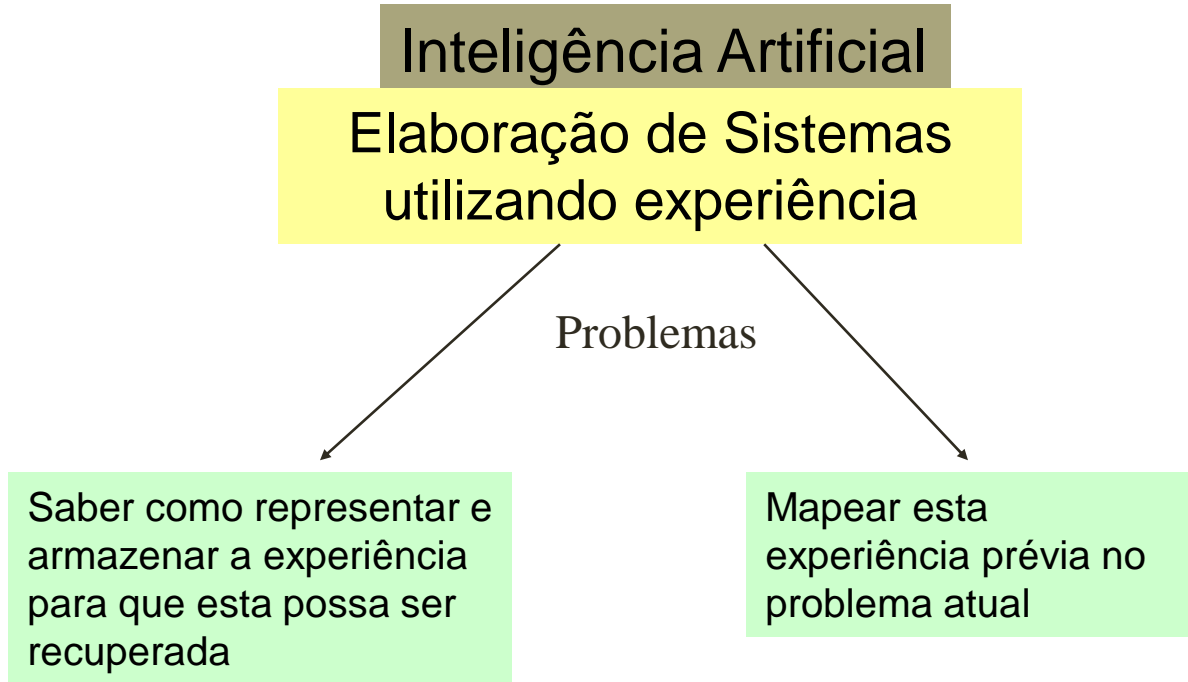 Inteligência Artificial
Elaboração de Sistemas
utilizando experiência
Problemas
Saber como representar e
armazenar a experiência
para que esta possa ser
recuperada
Mapear esta
experiência prévia no
problema atual